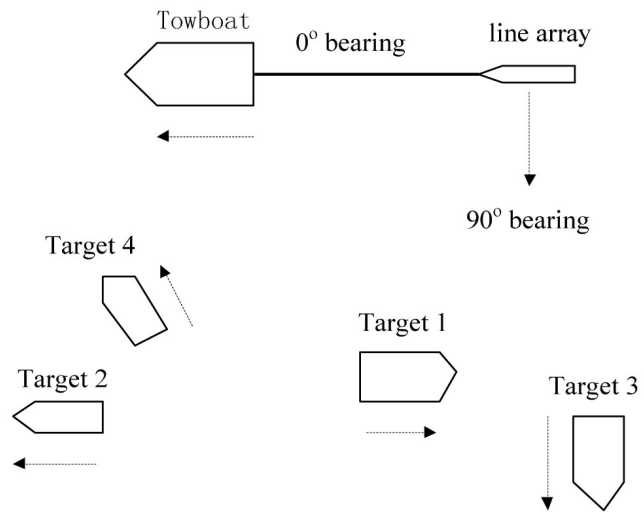 Towboat
0° bearing
line array
90° bearing
Target 4
Target 1
Target 2
Target 3